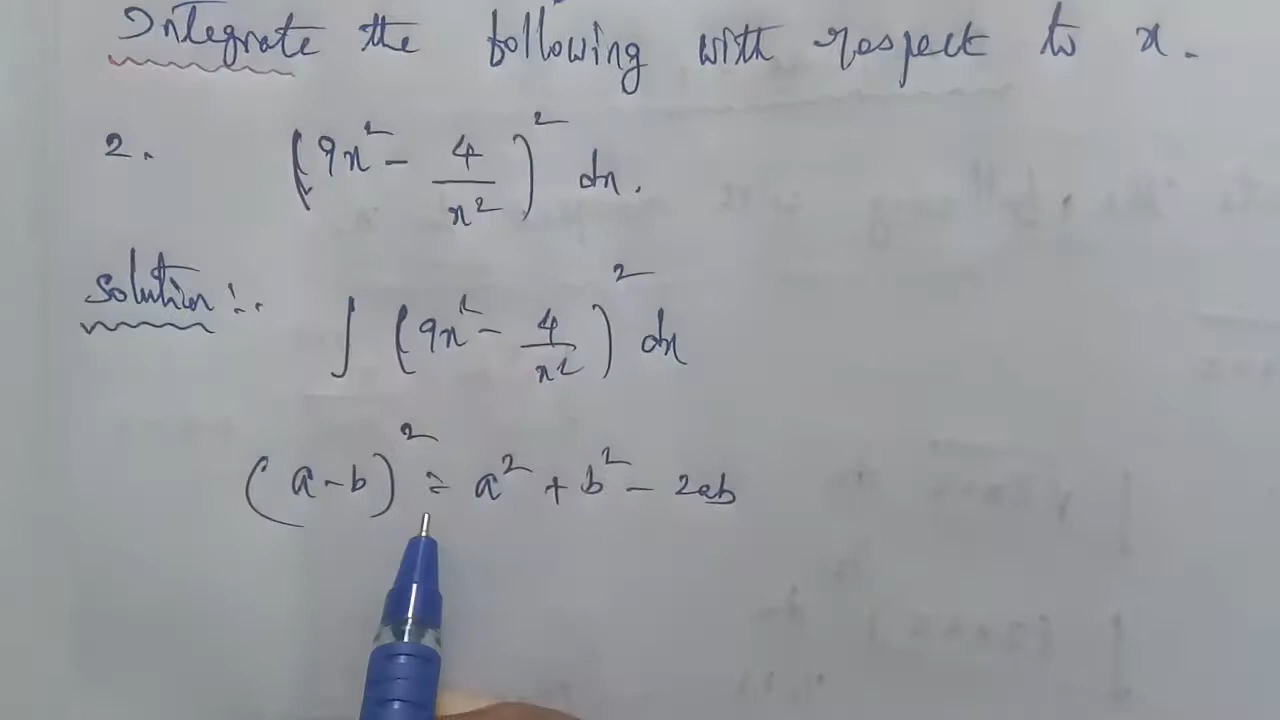 Integrate the following with respect to x.
2. (9x² - 4/x²)² dx.
Solution:-
∫ (9x² - 4/x²)² dx
(a-b)² = a² + b² - 2ab